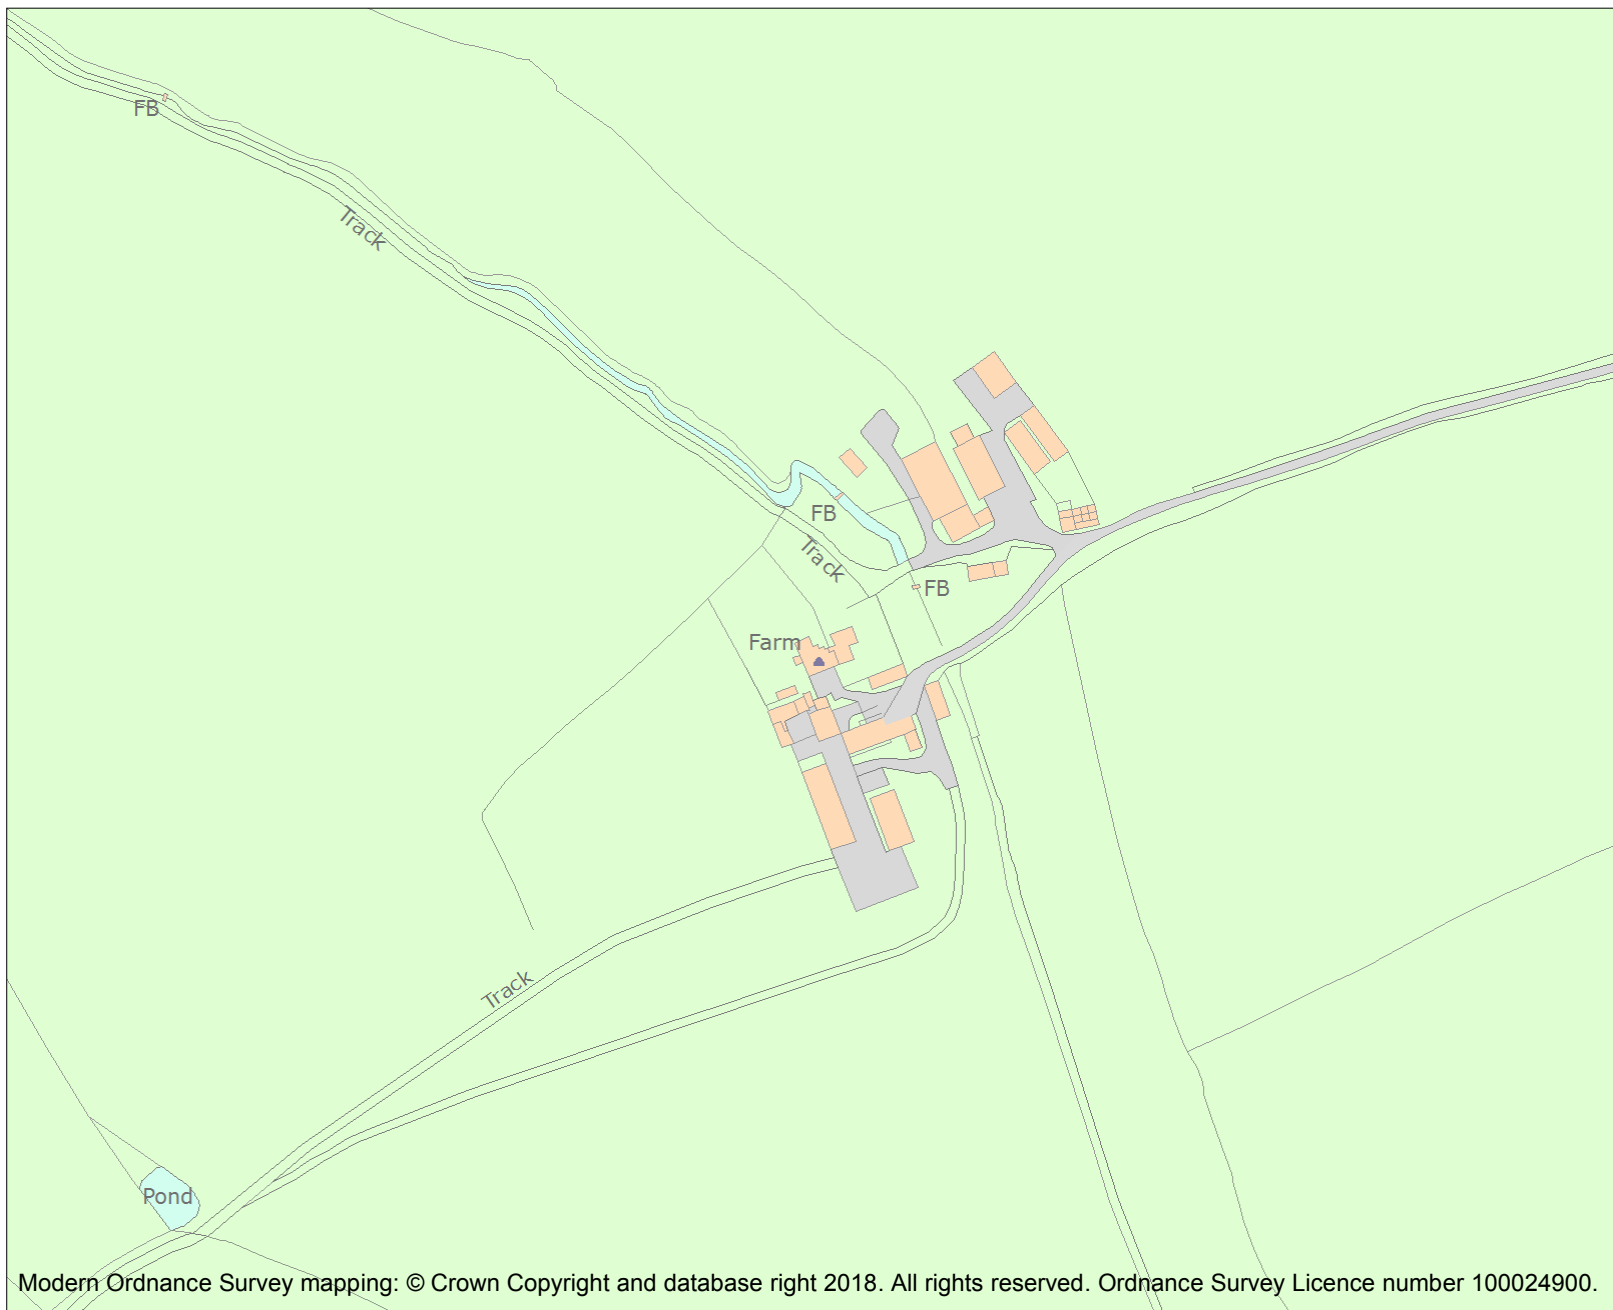 FB
Track
FB
Track
FB
Farm
Track
Pond
Modern Ordnance Survey mapping: © Crown Copyright and database right 2018. All rights reserved. Ordnance Survey Licence number 100024900.